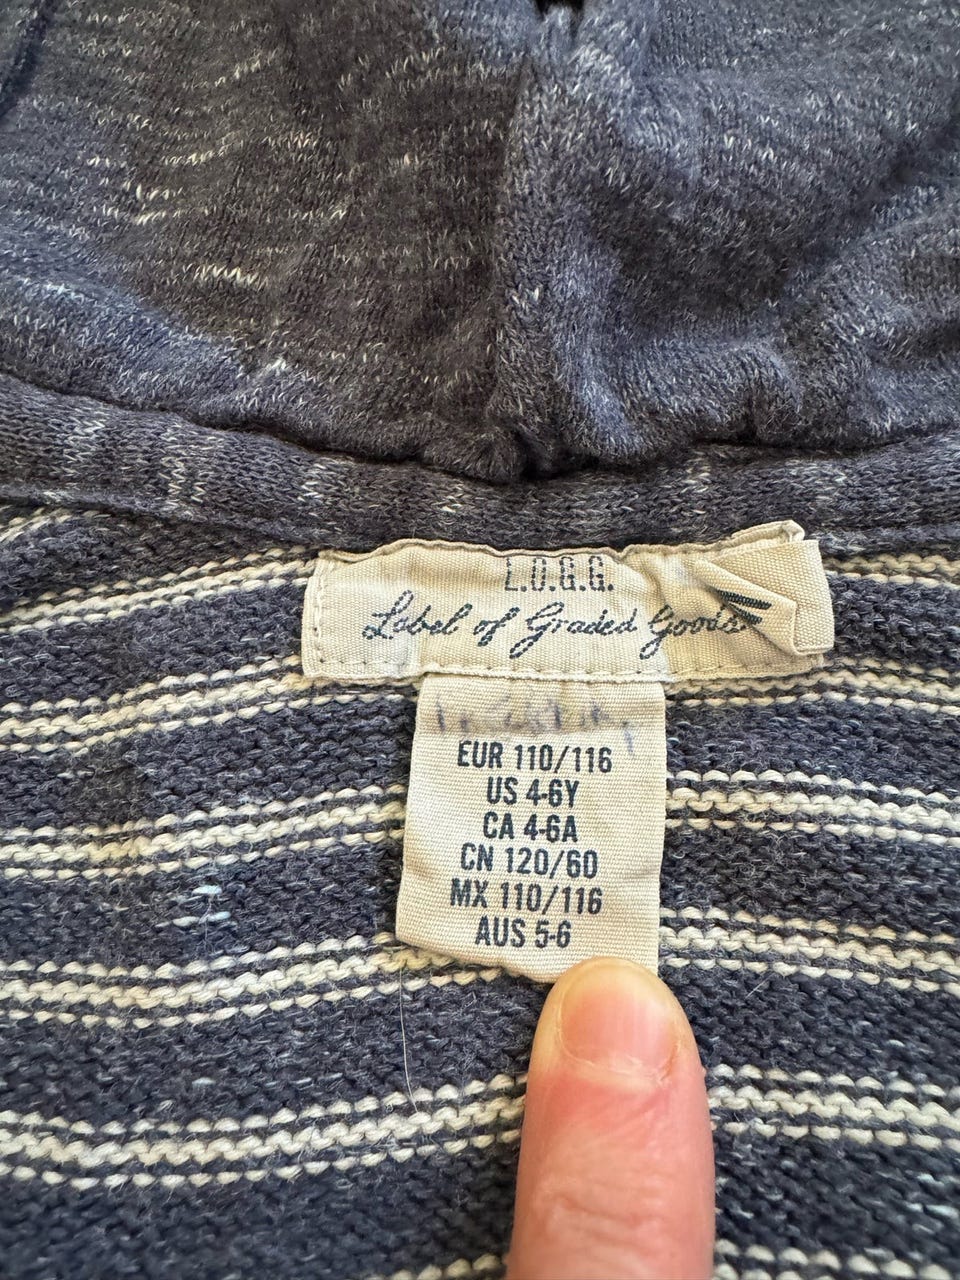 L.O.G.G.
Label of Graded Goods
EUR 110/116
US 4-6Y
CA 4-6A
CN 120/60
MX 110/116
AUS 5-6